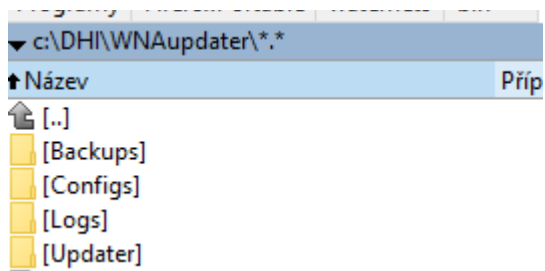 c:\DHI\WNAupdater\*.*
Název Příp
[..]
[Backups]
[Configs]
[Logs]
[Updater]